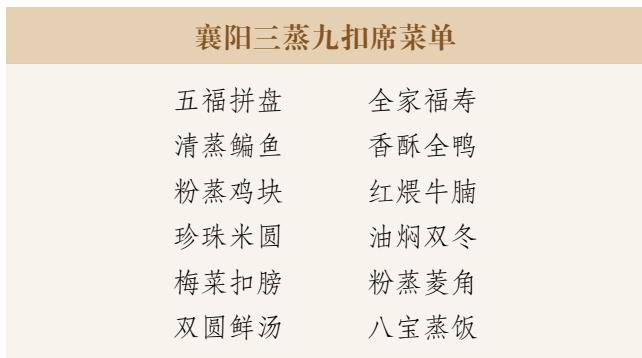 襄阳三蒸九扣席菜单
五福拼盘 全家福寿
清蒸鳊鱼 香酥全鸭
粉蒸鸡块 红煨牛腩
珍珠米圆 油焖双冬
梅菜扣膀 粉蒸菱角
双圆鲜汤 八宝蒸饭